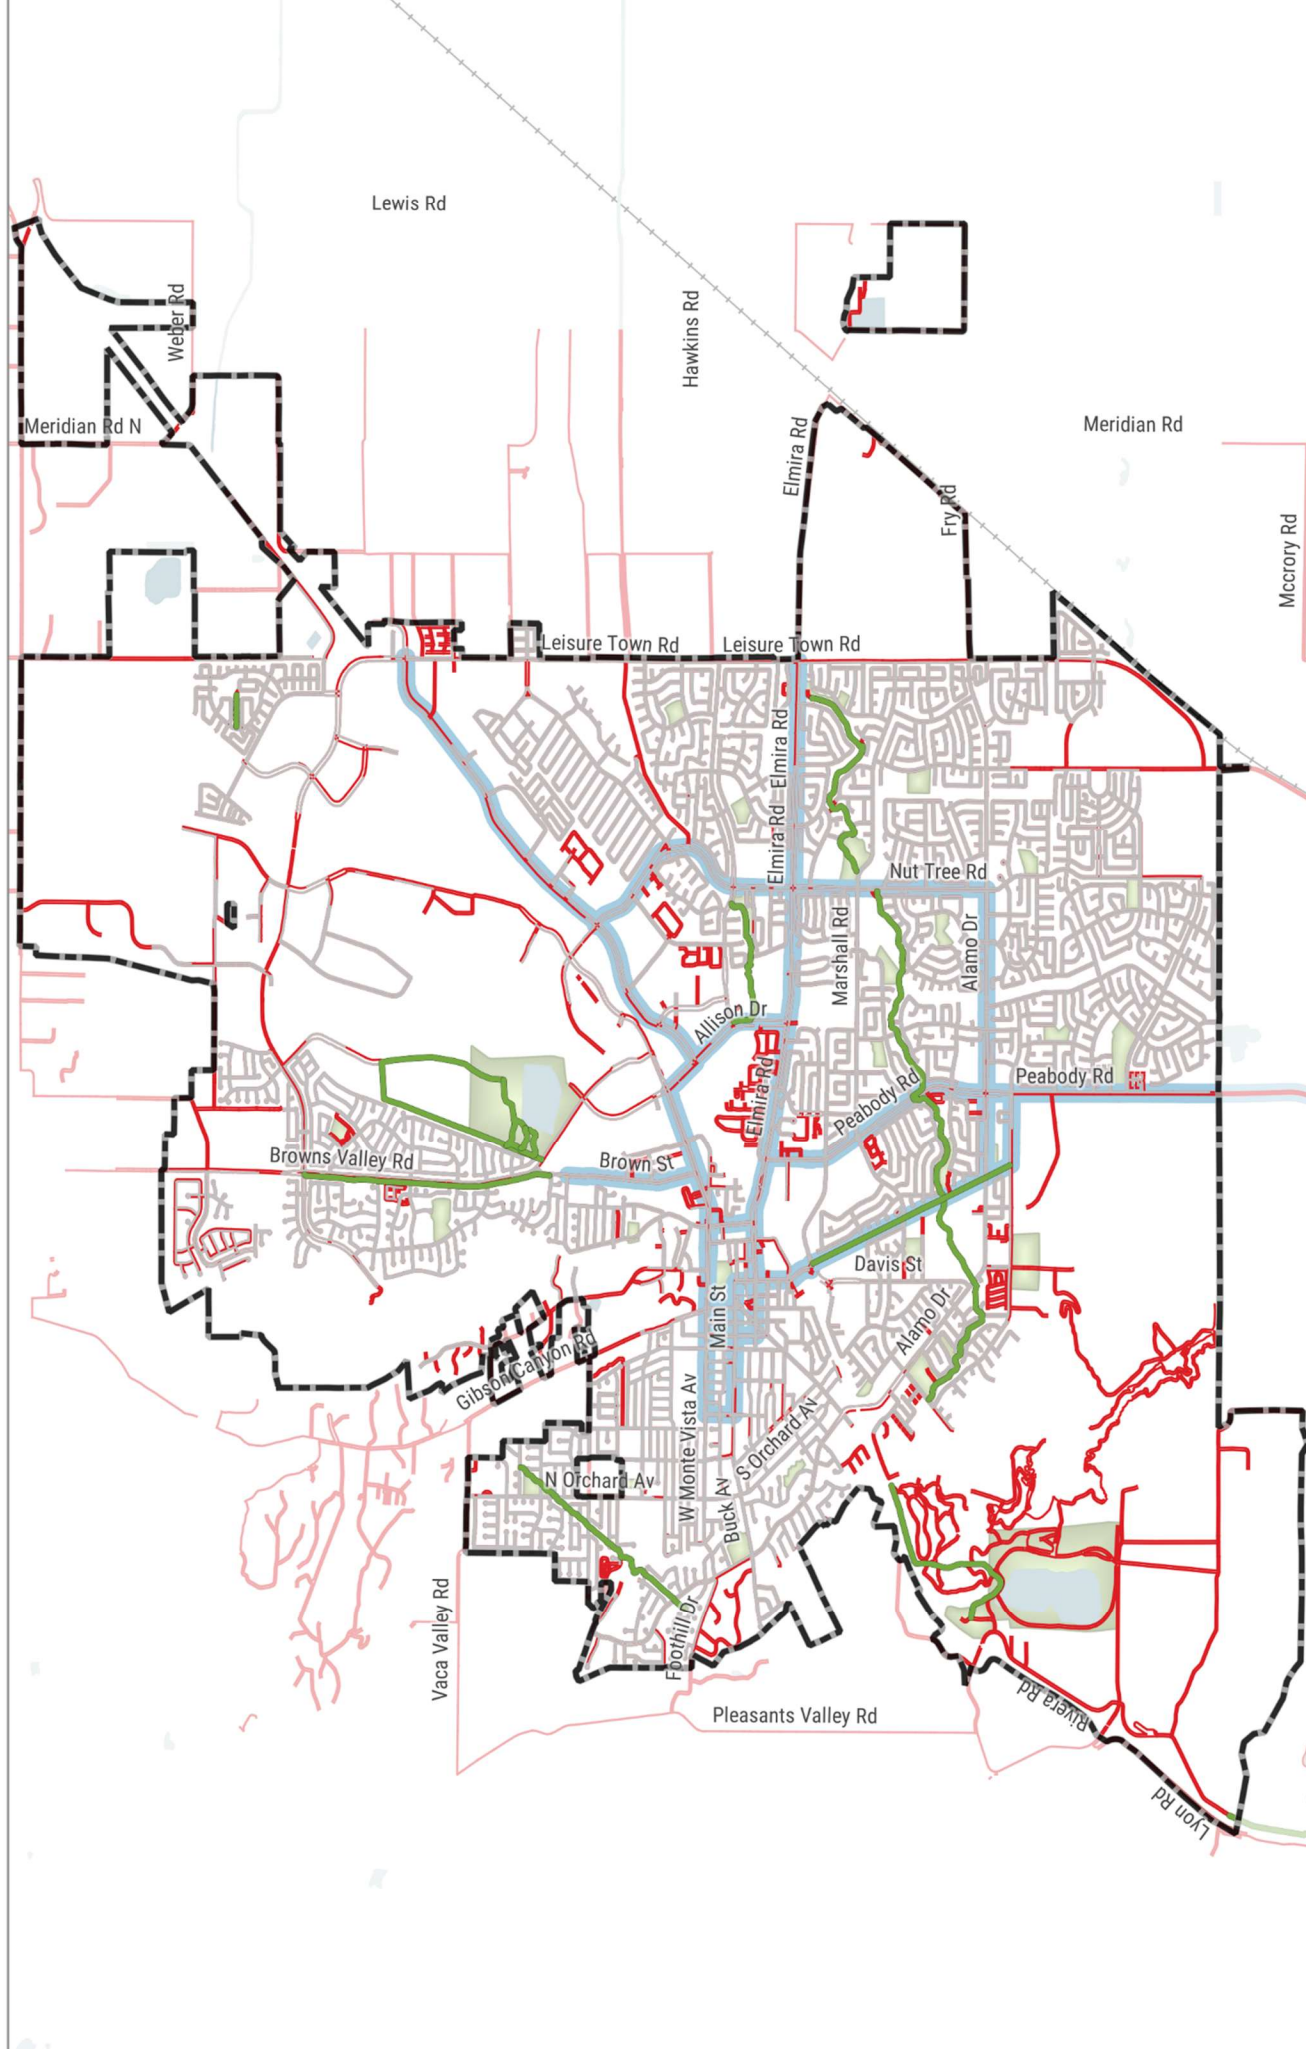 Lewis Rd
Weber Rd
Hawkins Rd
Meridian Rd N
Elmira Rd
Meridian Rd
Fry Rd
Mccrory Rd
Leisure Town Rd
Leisure Town Rd
Elmira Rd
Elmira Rd
Nut Tree Rd
Marshall Rd
Alamo Dr
Allison Dr
Elmira Rd
Peabody Rd
Peabody Rd
Browns Valley Rd
Brown St
Davis St
Main St
Alamo Dr
Gibson Canyon Rd
W Monte Vista Av
S Orchard Av
N Orchard Av
Buck Av
Vaca Valley Rd
Foothill Dr
Pleasants Valley Rd
Rivera Rd
Lyon Rd